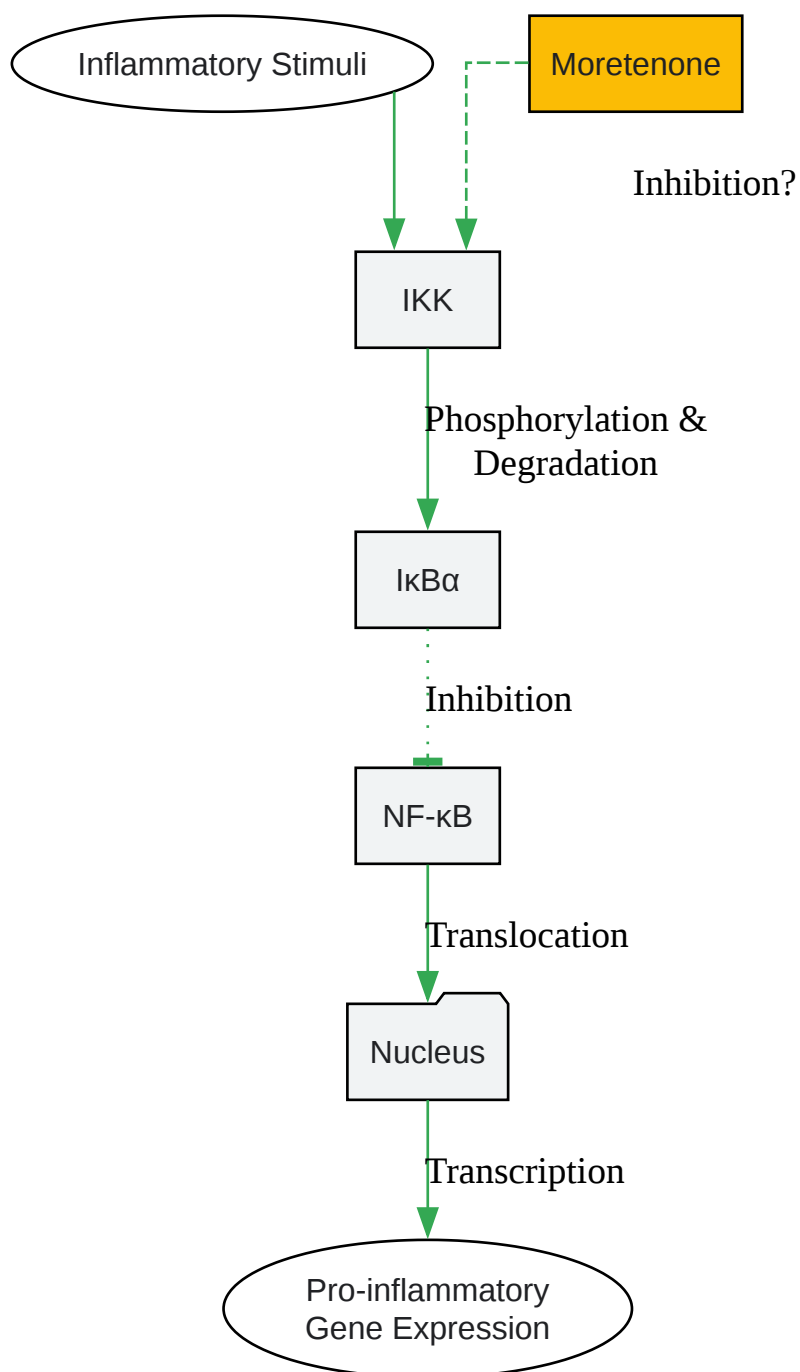 Inflammatory Stimuli
Moretenone
Inhibition?
IKK
Phosphorylation &
Degradation
IκBα
Inhibition
NF-κB
Translocation
Nucleus
Transcription
Pro-inflammatory
Gene Expression